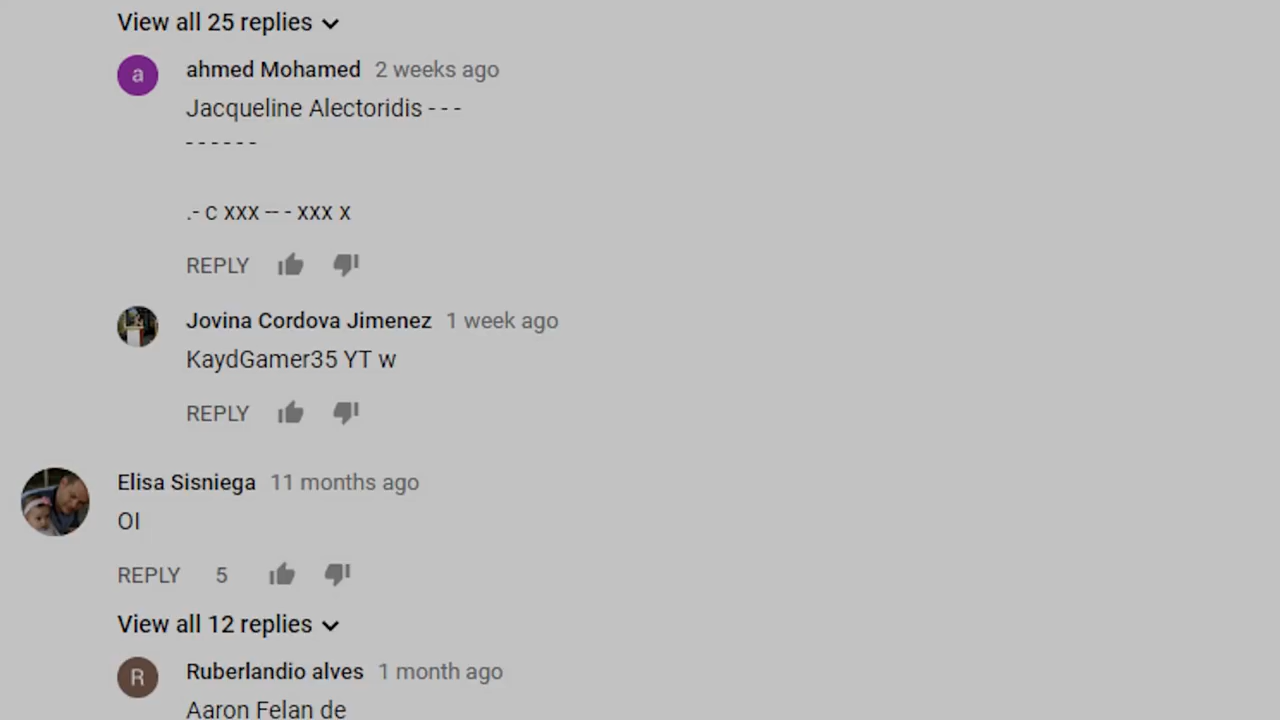 View all 25 replies
a
ahmed Mohamed 2 weeks ago
Jacqueline Alectoridis - - -
- - - - - -
.- c xxx -- - xxx x
REPLY
Jovina Cordova Jimenez 1 week ago
KaydGamer35 YT w
REPLY
Elisa Sisniega 11 months ago
OI
REPLY 5
View all 12 replies
R
Ruberlandio alves 1 month ago
Aaron Felan de